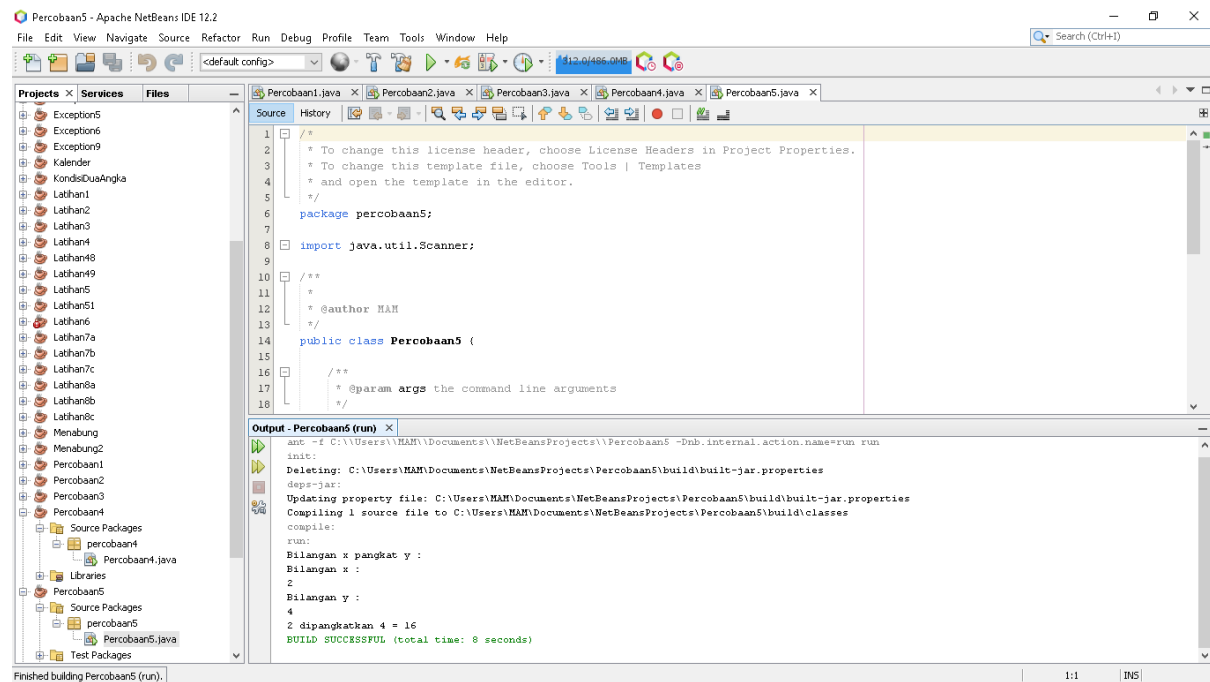 Percobaan5 - Apache NetBeans IDE 12.2
File Edit View Navigate Source Refactor Run Debug Profile Team Tools Window Help
Search (Ctrl+I)
<default config>
312.0/486.0MB
Projects Services Files
Exception5
Exception6
Exception9
Kalender
KondisiDuaAngka
Latihan1
Latihan2
Latihan3
Latihan4
Latihan48
Latihan49
Latihan5
Latihan51
Latihan6
Latihan7a
Latihan7b
Latihan7c
Latihan8a
Latihan8b
Latihan8c
Menabung
Menabung2
Percobaan1
Percobaan2
Percobaan3
Percobaan4
Source Packages
percobaan4
Percobaan4.java
Libraries
Percobaan5
Source Packages
percobaan5
Percobaan5.java
Test Packages
Percobaan1.java Percobaan2.java Percobaan3.java Percobaan4.java Percobaan5.java
Source History
1 /*
2 * To change this license header, choose License Headers in Project Properties.
3 * To change this template file, choose Tools | Templates
4 * and open the template in the editor.
5 */
6 package percobaan5;
7
8 import java.util.Scanner;
9
10 /**
11 *
12 * @author MAM
13 */
14 public class Percobaan5 {
15
16 /**
17 * @param args the command line arguments
18 */
Output - Percobaan5 (run)
ant -f C:\\Users\\MAM\\Documents\\NetBeansProjects\\Percobaan5 -Dnb.internal.action.name=run run
init:
Deleting: C:\Users\MAM\Documents\NetBeansProjects\Percobaan5\build\built-jar.properties
deps-jar:
Updating property file: C:\Users\MAM\Documents\NetBeansProjects\Percobaan5\build\built-jar.properties
Compiling 1 source file to C:\Users\MAM\Documents\NetBeansProjects\Percobaan5\build\classes
compile:
run:
Bilangan x pangkat y :
Bilangan x :
2
Bilangan y :
4
2 dipangkatkan 4 = 16
BUILD SUCCESSFUL (total time: 8 seconds)
Finished building Percobaan5 (run).
1:1 INS